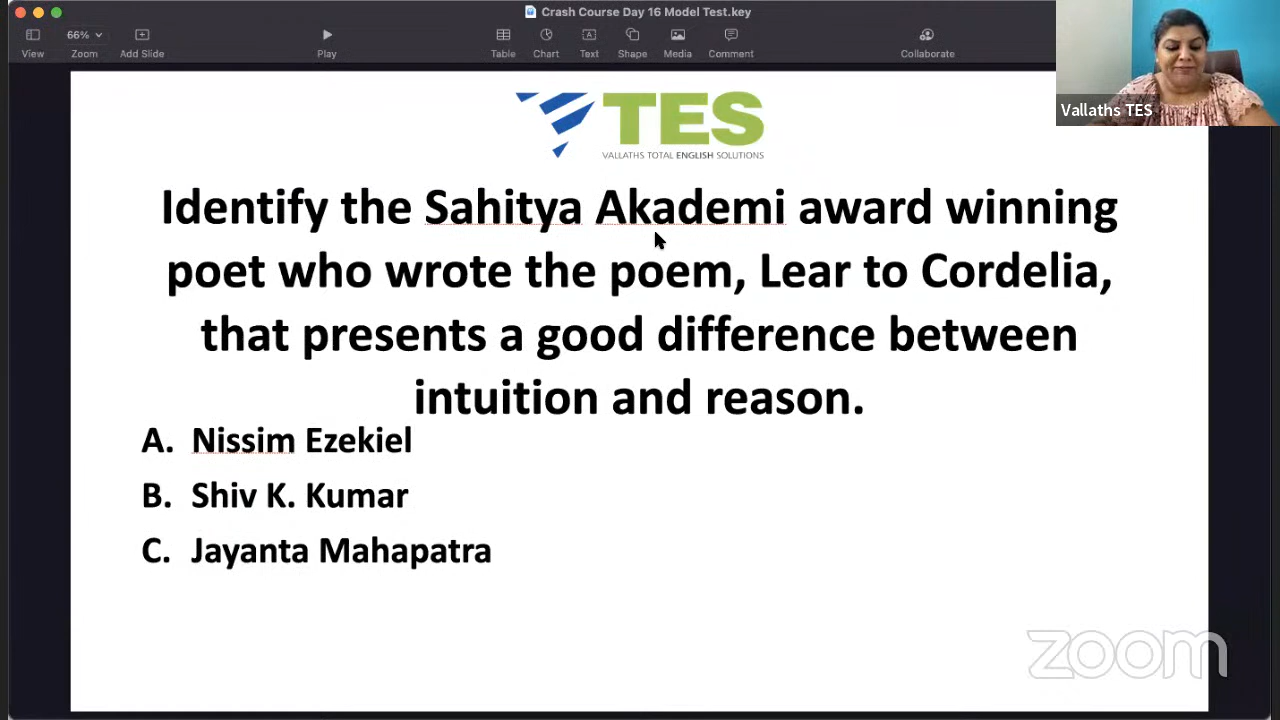 Crash Course Day 16 Model Test.key
66%
View Zoom Add Slide Play Table Chart Text Shape Media Comment Collaborate
Vallaths TES
TES
VALLATHS TOTAL ENGLISH SOLUTIONS
Identify the Sahitya Akademi award winning
poet who wrote the poem, Lear to Cordelia,
that presents a good difference between
intuition and reason.
A. Nissim Ezekiel
B. Shiv K. Kumar
C. Jayanta Mahapatra
zoom